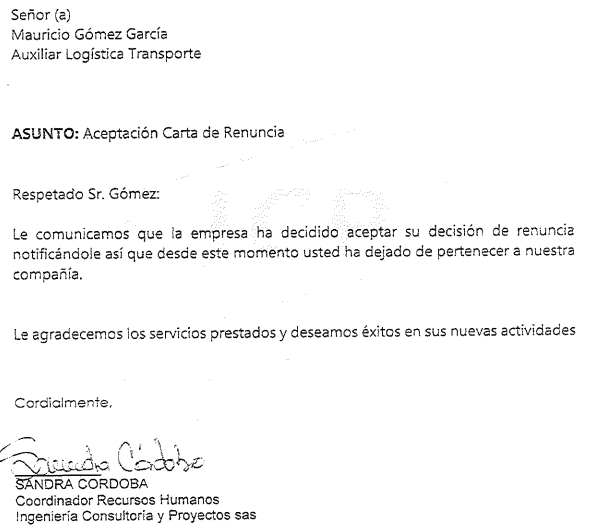 Señor (a)
Mauricio Gómez García
Auxiliar Logística Transporte
ASUNTO: Aceptación Carta de Renuncia
ICP
Respetado Sr. Gómez:
Le comunicamos que la empresa ha decidido aceptar su decisión de renuncia
notificándole así que desde este momento usted ha dejado de pertenecer a nuestra
compañía.
Le agradecemos los servicios prestados y deseamos éxitos en sus nuevas actividades
Cordialmente,
Sandra Córdoba
SANDRA CORDOBA
Coordinador Recursos Humanos
Ingeniería Consultoria y Proyectos sas